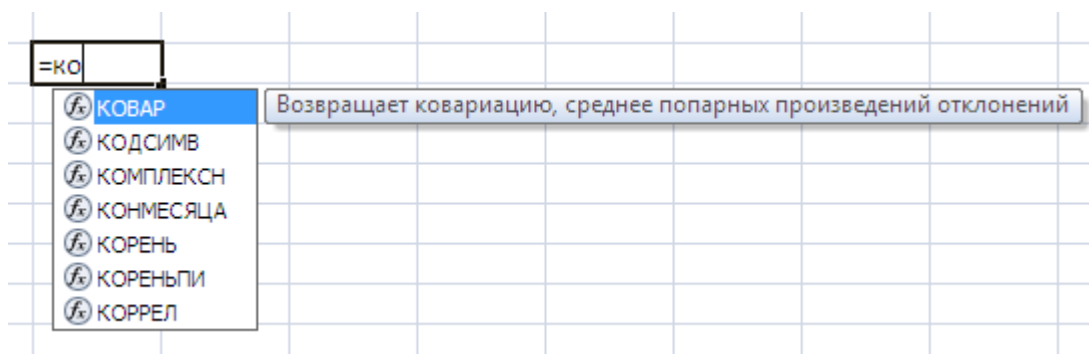 =ко
КОВАР Возвращает ковариацию, среднее попарных произведений отклонений
КОДСИМВ
КОМПЛЕКСН
КОНМЕСЯЦА
КОРЕНЬ
КОРЕНЬПИ
КОРРЕЛ